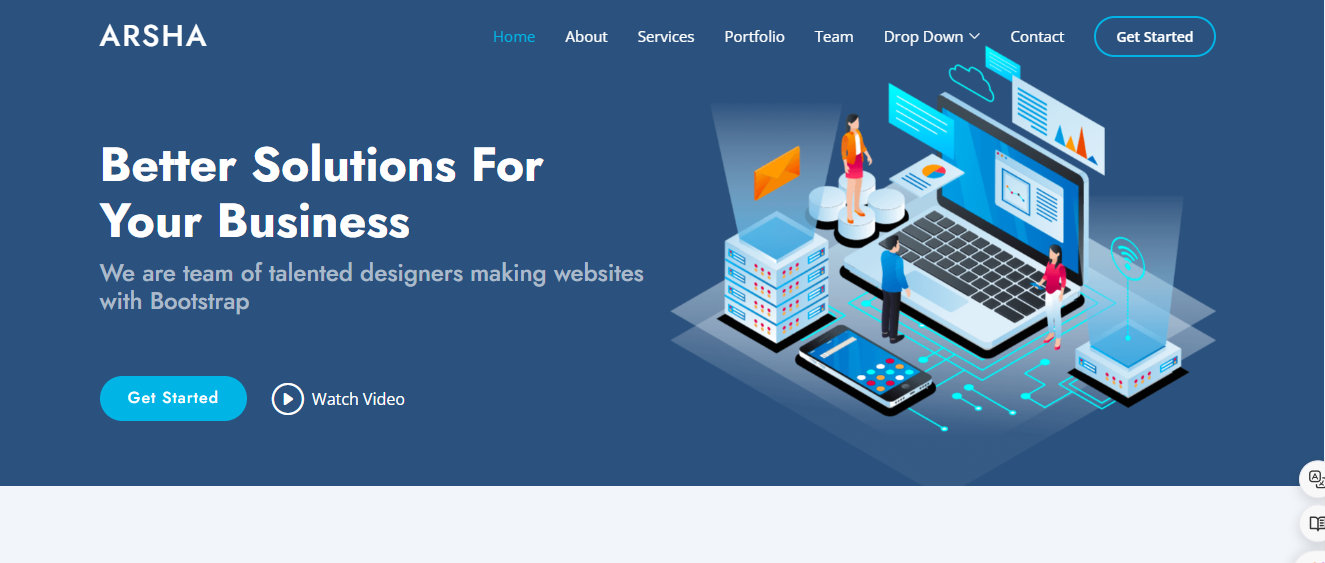 ARSHA
Home About Services Portfolio Team Drop Down Contact Get Started
Better Solutions For
Your Business
We are team of talented designers making websites
with Bootstrap
Get Started Watch Video